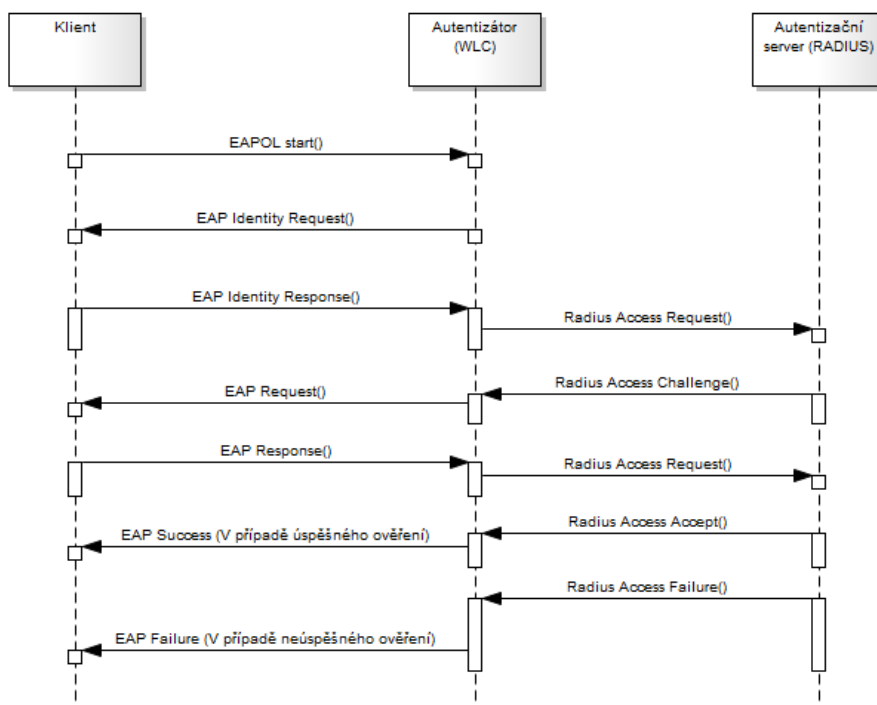 Klient
Autentizátor
(WLC)
Autentizační
server (RADIUS)
EAPOL start()
EAP Identity Request()
EAP Identity Response()
Radius Access Request()
Radius Access Challenge()
EAP Request()
EAP Response()
Radius Access Request()
Radius Access Accept()
EAP Success (V případě úspěšného ověření)
Radius Access Failure()
EAP Failure (V případě neúspěšného ověření)